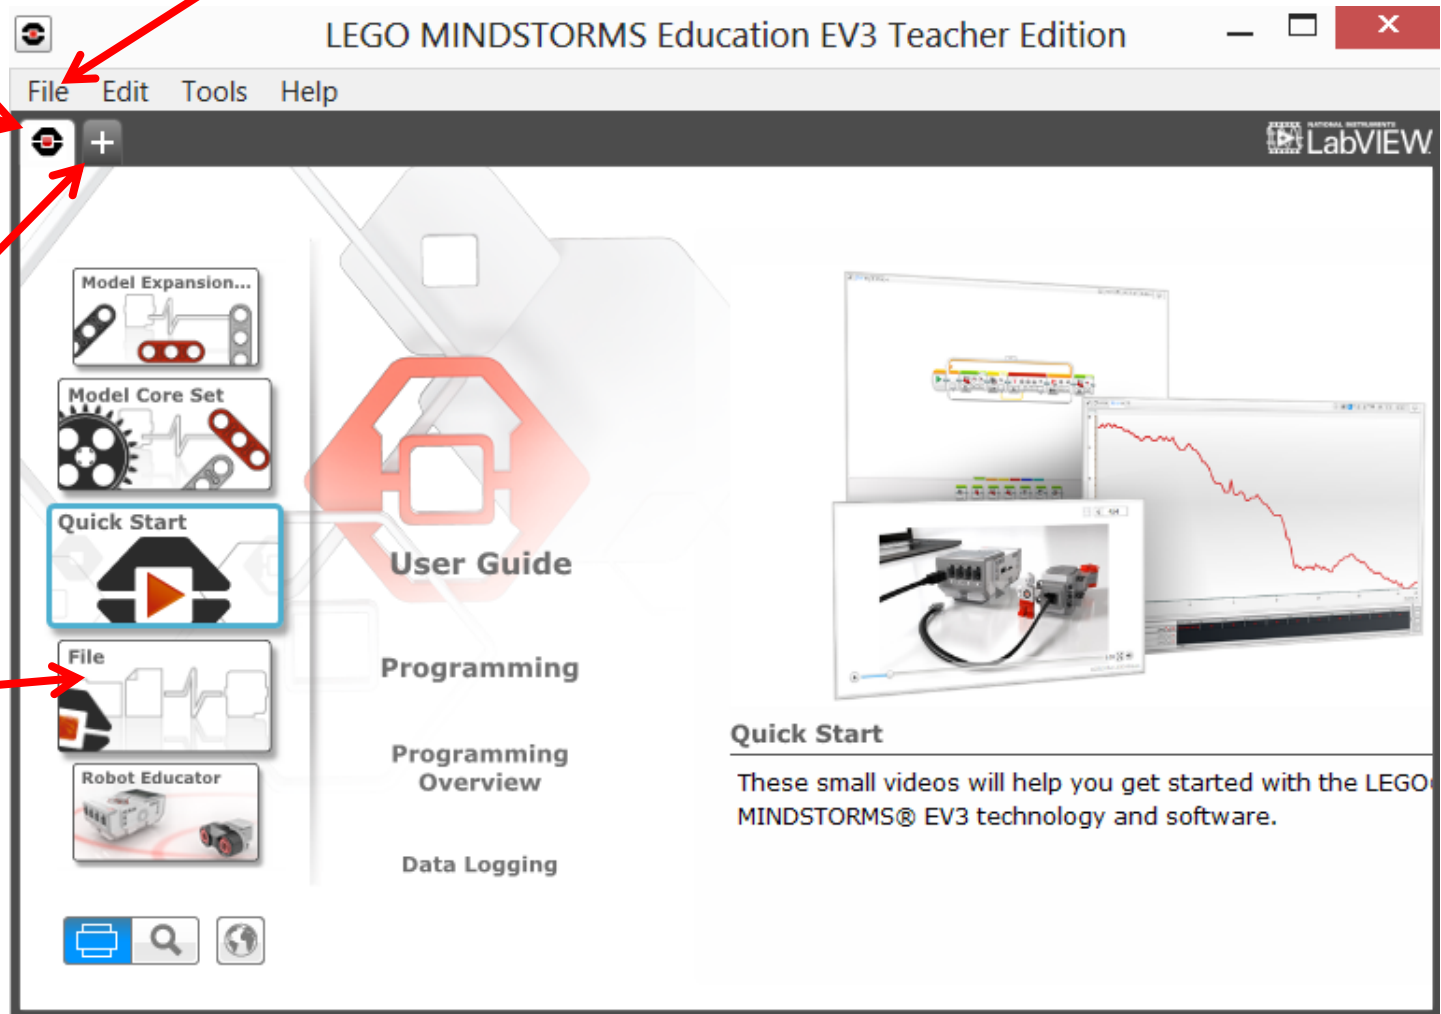 LEGO MINDSTORMS Education EV3 Teacher Edition
File Edit Tools Help
NATIONAL INSTRUMENTS
LabVIEW
Model Expansion...
Model Core Set
Quick Start
File
Robot Educator
User Guide
Programming
Programming
Overview
Data Logging
Quick Start
These small videos will help you get started with the LEGO
MINDSTORMS® EV3 technology and software.